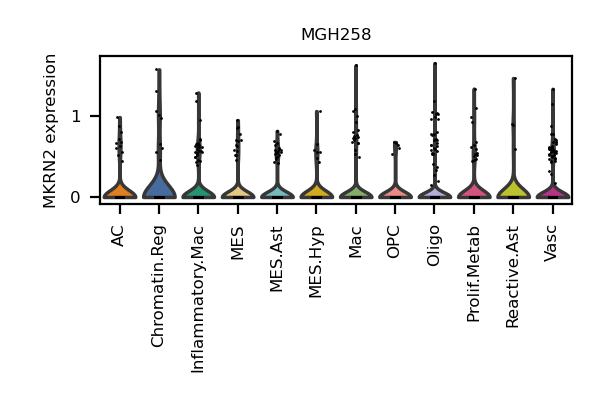 MGH258
MKRN2 expression
1
0
AC
Chromatin.Reg
Inflammatory.Mac
MES
MES.Ast
MES.Hyp
Mac
OPC
Oligo
Prolif.Metab
Reactive.Ast
Vasc